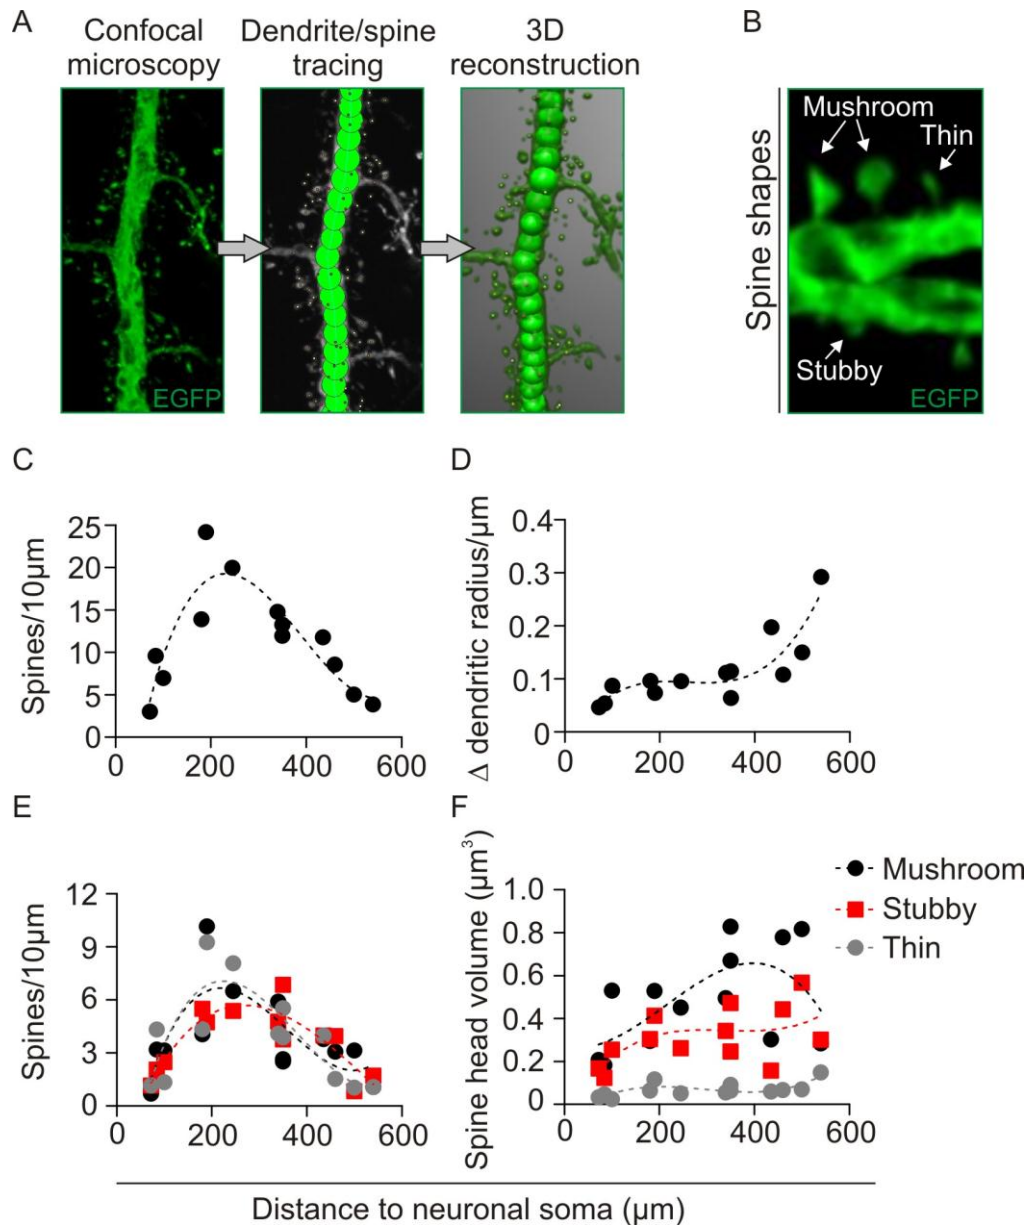 A
Confocal
microscopy
Dendrite/spine
tracing
3D
reconstruction
EGFP
B
Spine shapes
Mushroom
Thin
Stubby
EGFP
C
Spines/10µm
25
20
15
10
5
0
0 200 400 600
D
Δ dendritic radius/µm
0.4
0.3
0.2
0.1
0
0 200 400 600
E
Spines/10µm
12
9
6
3
0
0 200 400 600
F
Spine head volume (µm³)
1.0
0.8
0.6
0.4
0.2
0
0 200 400 600
Mushroom
Stubby
Thin
Distance to neuronal soma (µm)